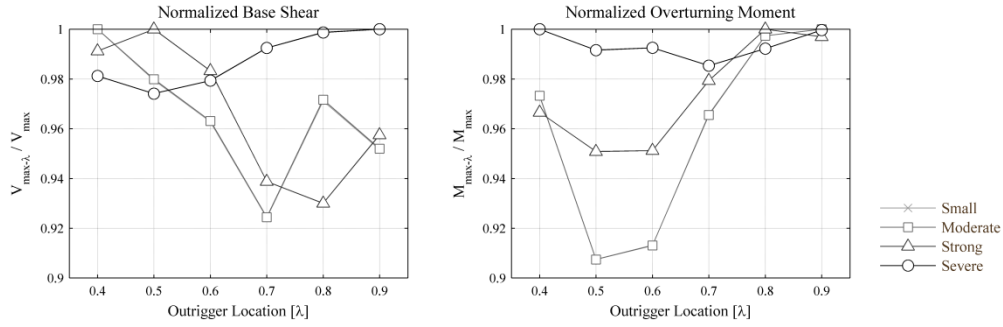 Normalized Base Shear
V_max-λ / V_max
1
0.98
0.96
0.94
0.92
0.9
0.4 0.5 0.6 0.7 0.8 0.9
Outrigger Location [λ]
Normalized Overturning Moment
M_max-λ / M_max
1
0.98
0.96
0.94
0.92
0.9
0.4 0.5 0.6 0.7 0.8 0.9
Outrigger Location [λ]
Small
Moderate
Strong
Severe